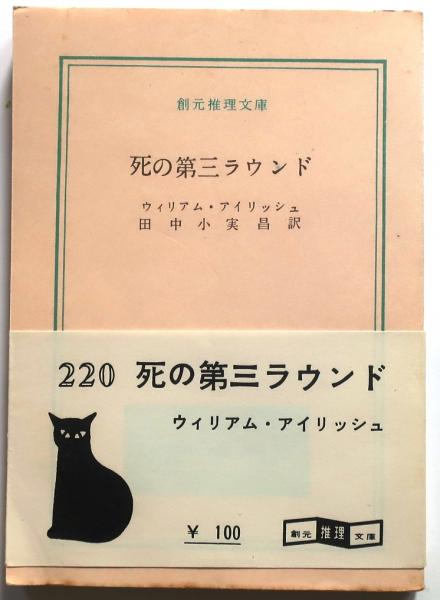 創元推理文庫
死の第三ラウンド
ウィリアム・アイリッシュ
田中小実昌訳
220 死の第三ラウンド
ウィリアム・アイリッシュ
¥ 100
創元推理文庫